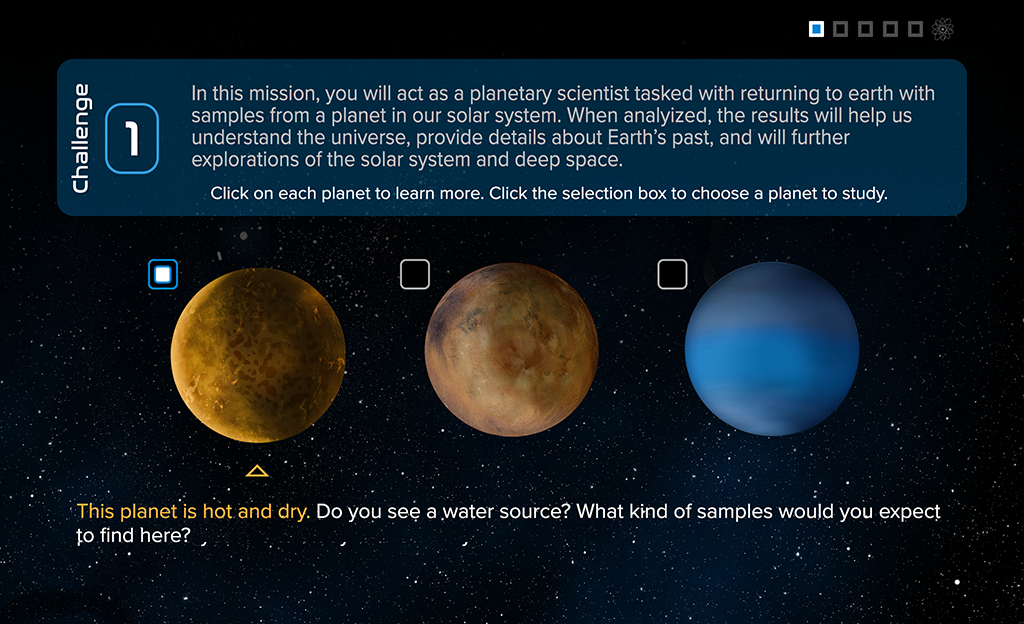 Challenge
1
In this mission, you will act as a planetary scientist tasked with returning to earth with
samples from a planet in our solar system. When analyized, the results will help us
understand the universe, provide details about Earth's past, and will further
explorations of the solar system and deep space.
Click on each planet to learn more. Click the selection box to choose a planet to study.
This planet is hot and dry. Do you see a water source? What kind of samples would you expect
to find here?